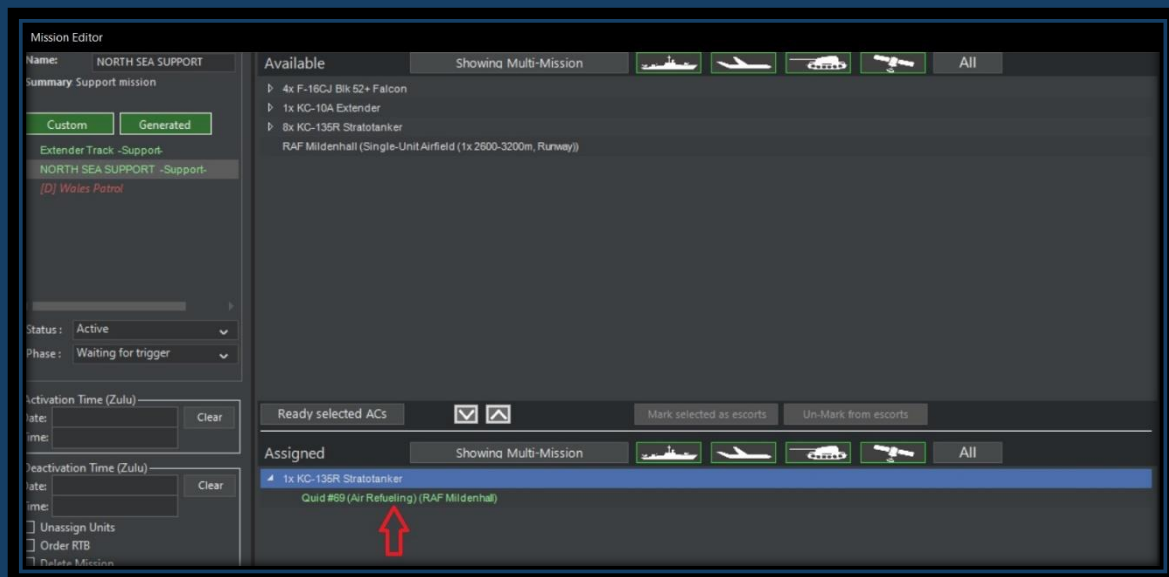 Mission Editor
Name: NORTH SEA SUPPORT
Summary Support mission
Custom Generated
Extender Track -Support-
NORTH SEA SUPPORT -Support-
[D] Wales Patrol
Status: Active
Phase: Waiting for trigger
Activation Time (Zulu)
Date: Clear
Time:
Deactivation Time (Zulu)
Date: Clear
Time:
Unassign Units
Order RTB
Delete Mission
Available Showing Multi-Mission All
4x F-16CJ Blk 52+ Falcon
1x KC-10A Extender
8x KC-135R Stratotanker
RAF Mildenhall (Single-Unit Airfield (1x 2600-3200m, Runway))
Ready selected ACs Mark selected as escorts Un-Mark from escorts
Assigned Showing Multi-Mission All
1x KC-135R Stratotanker
Quid #69 (Air Refueling) (RAF Mildenhall)